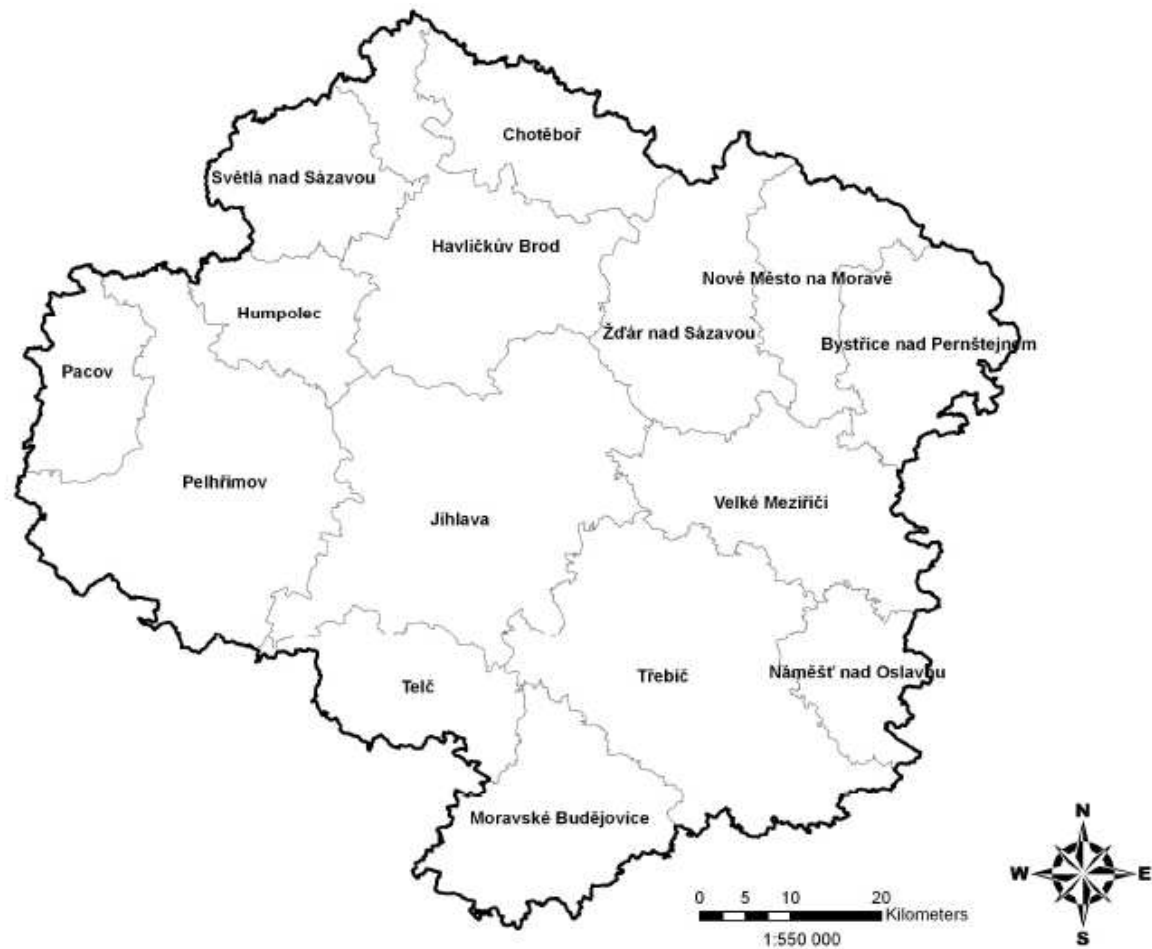 Chotěboř
Světlá nad Sázavou
Havlíčkův Brod
Nové Město na Moravě
Humpolec
Žďár nad Sázavou
Bystřice nad Pernštejnem
Pacov
Pelhřimov
Velké Meziříčí
Jihlava
Třebíč
Náměšť nad Oslavou
Telč
Moravské Budějovice
N
W
E
S
0 5 10 20
Kilometers
1:550 000